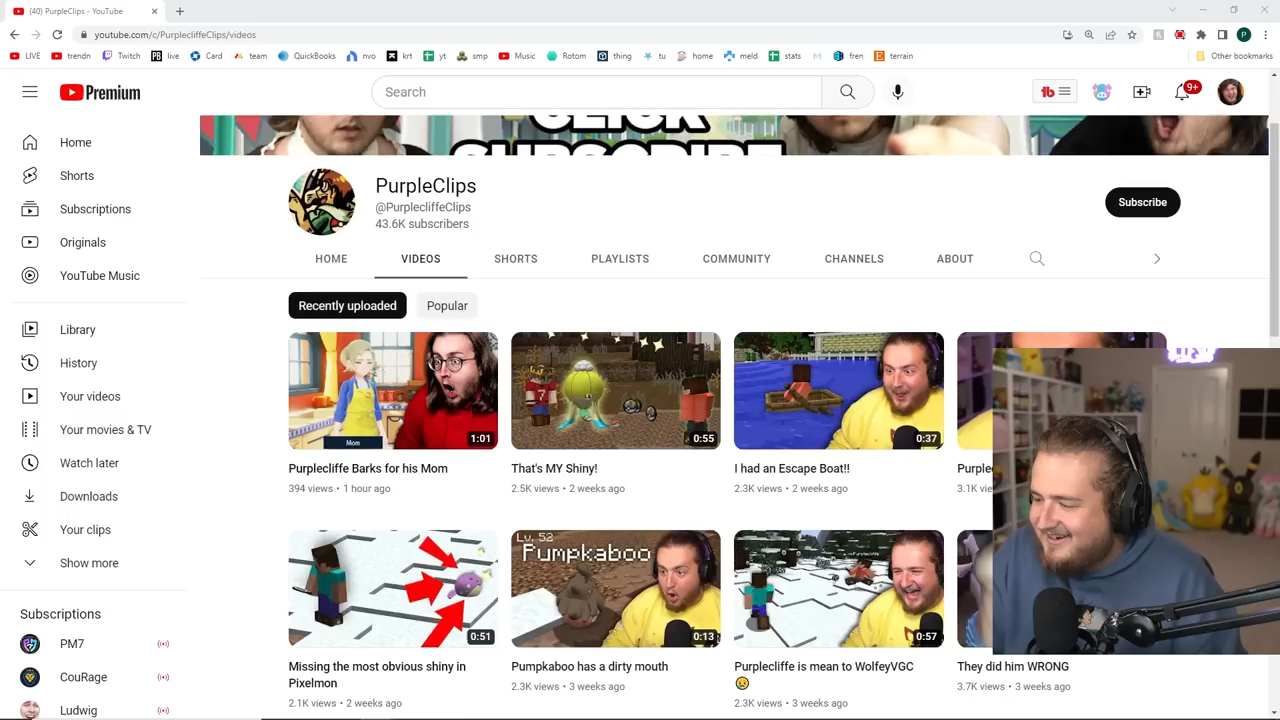 (40) PurpleClips - YouTube
youtube.com/c/PurplecliffeClips/videos
LIVE
trendn
Twitch
live
Card
team
QuickBooks
nvo
krt
yt
smp
Music
Rotom
thing
tu
home
meld
stats
fren
terrain
Other bookmarks
Premium
Search
9+
CLICK
SUBSCRIBE
PurpleClips
@PurplecliffeClips
43.6K subscribers
Subscribe
HOME
VIDEOS
SHORTS
PLAYLISTS
COMMUNITY
CHANNELS
ABOUT
Recently uploaded
Popular
Home
Shorts
Subscriptions
Originals
YouTube Music
Library
History
Your videos
Your movies & TV
Watch later
Downloads
Your clips
Show more
Subscriptions
PM7
CouRage
Ludwig
Mom
1:01
Purplecliffe Barks for his Mom
394 views • 1 hour ago
0:55
That's MY Shiny!
2.5K views • 2 weeks ago
0:37
I had an Escape Boat!!
2.3K views • 2 weeks ago
3.1K vi
0:51
Missing the most obvious shiny in
Pixelmon
2.1K views • 2 weeks ago
Lv. 52
Pumpkaboo
0:13
Pumpkaboo has a dirty mouth
2.3K views • 3 weeks ago
0:57
Purplecliffe is mean to WolfeyVGC
😥
2.3K views • 3 weeks ago
They did him WRONG
3.7K views • 3 weeks ago